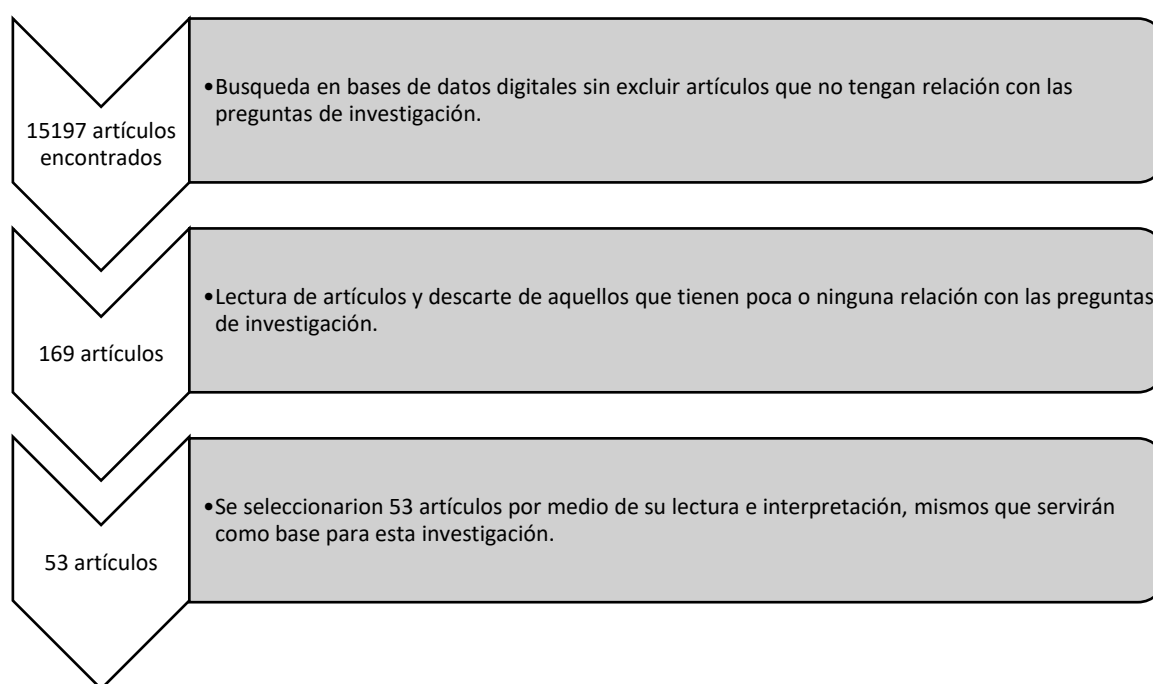 15197 artículos
encontrados
•Busqueda en bases de datos digitales sin excluir artículos que no tengan relación con las
preguntas de investigación.
169 artículos
•Lectura de artículos y descarte de aquellos que tienen poca o ninguna relación con las preguntas
de investigación.
53 artículos
•Se seleccionarion 53 artículos por medio de su lectura e interpretación, mismos que servirán
como base para esta investigación.